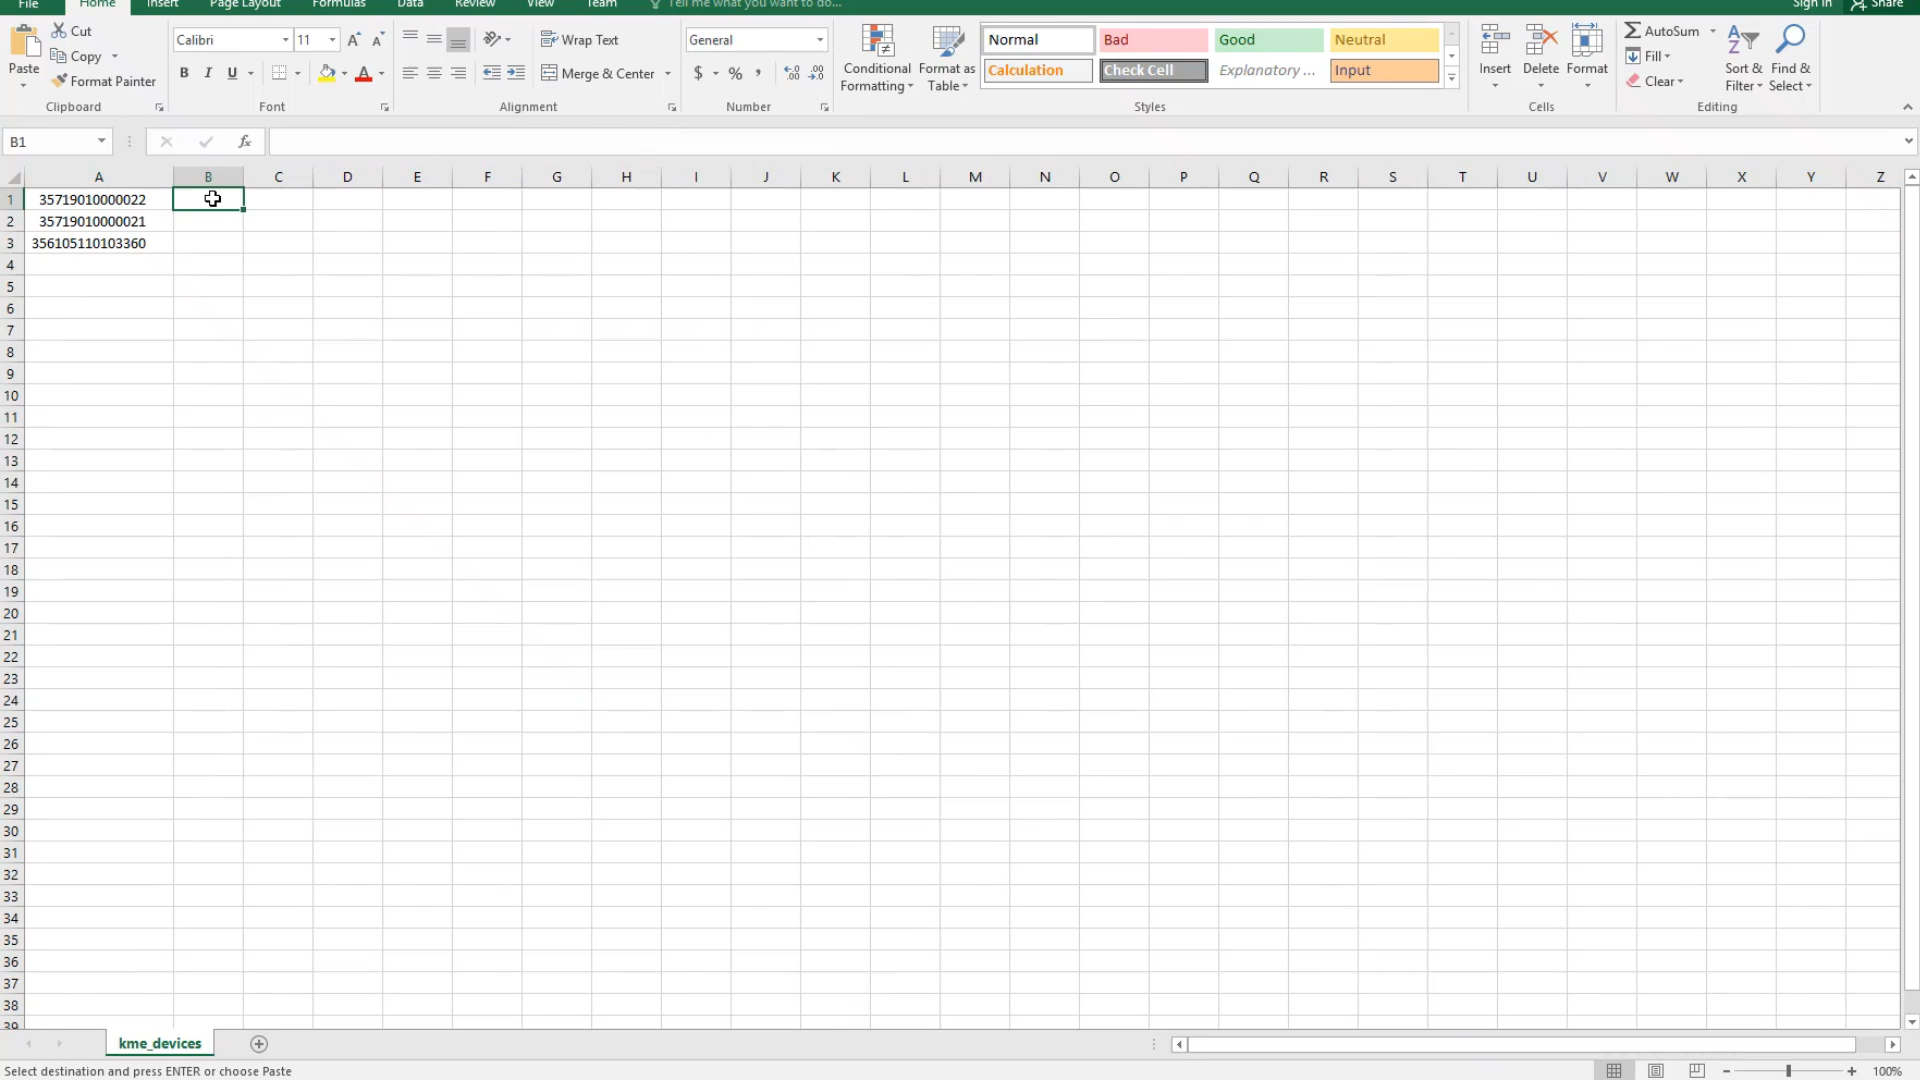 File Home Insert Page Layout Formulas Data Review View Team Tell me what you want to do... Sign in Share
Paste Cut Copy Format Painter Clipboard
Calibri 11 A A B I U A Font
Wrap Text Merge & Center Alignment
General $ % , .0 .00 Number
Conditional Formatting Format as Table
Normal Bad Good Neutral
Calculation Check Cell Explanatory ... Input
Styles
Insert Delete Format Cells
AutoSum Fill Clear Sort & Filter Find & Select Editing
B1 fx
A B C D E F G H I J K L M N O P Q R S T U V W X Y Z
1 35719010000022
2 35719010000021
3 356105110103360
4
5
6
7
8
9
10
11
12
13
14
15
16
17
18
19
20
21
22
23
24
25
26
27
28
29
30
31
32
33
34
35
36
37
38
39
kme_devices
Select destination and press ENTER or choose Paste 100%